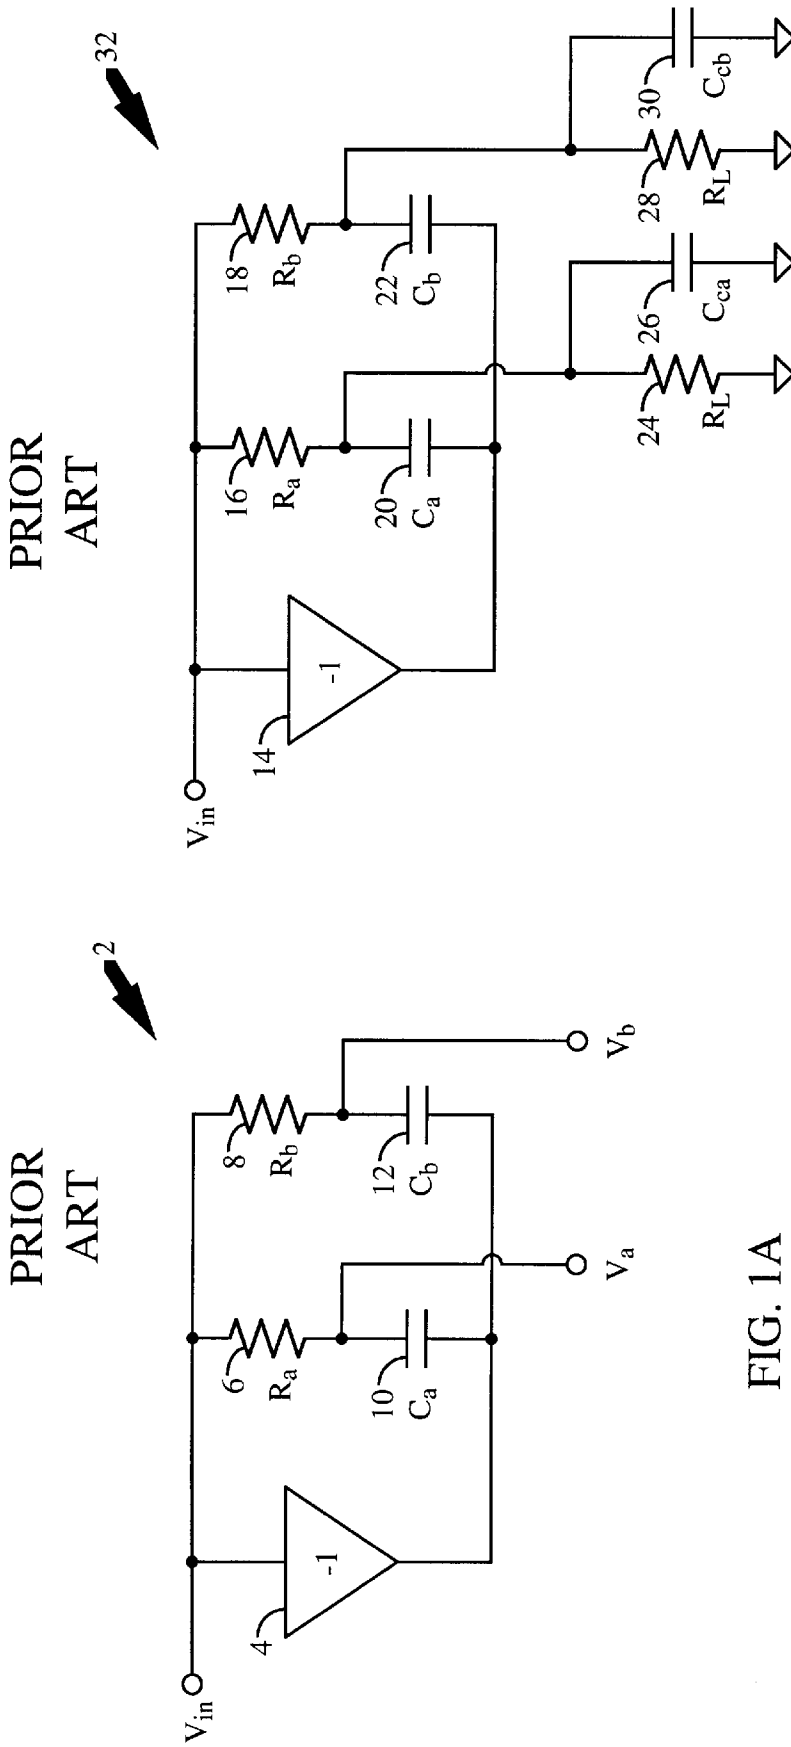 PRIOR
ART
2
V_in
4
-1
6
R_a
8
R_b
10
C_a
12
C_b
V_a
V_b
FIG. 1A
PRIOR
ART
32
V_in
14
-1
16
R_a
18
R_b
20
C_a
22
C_b
24
R_L
26
C_ca
28
R_L
30
C_cb